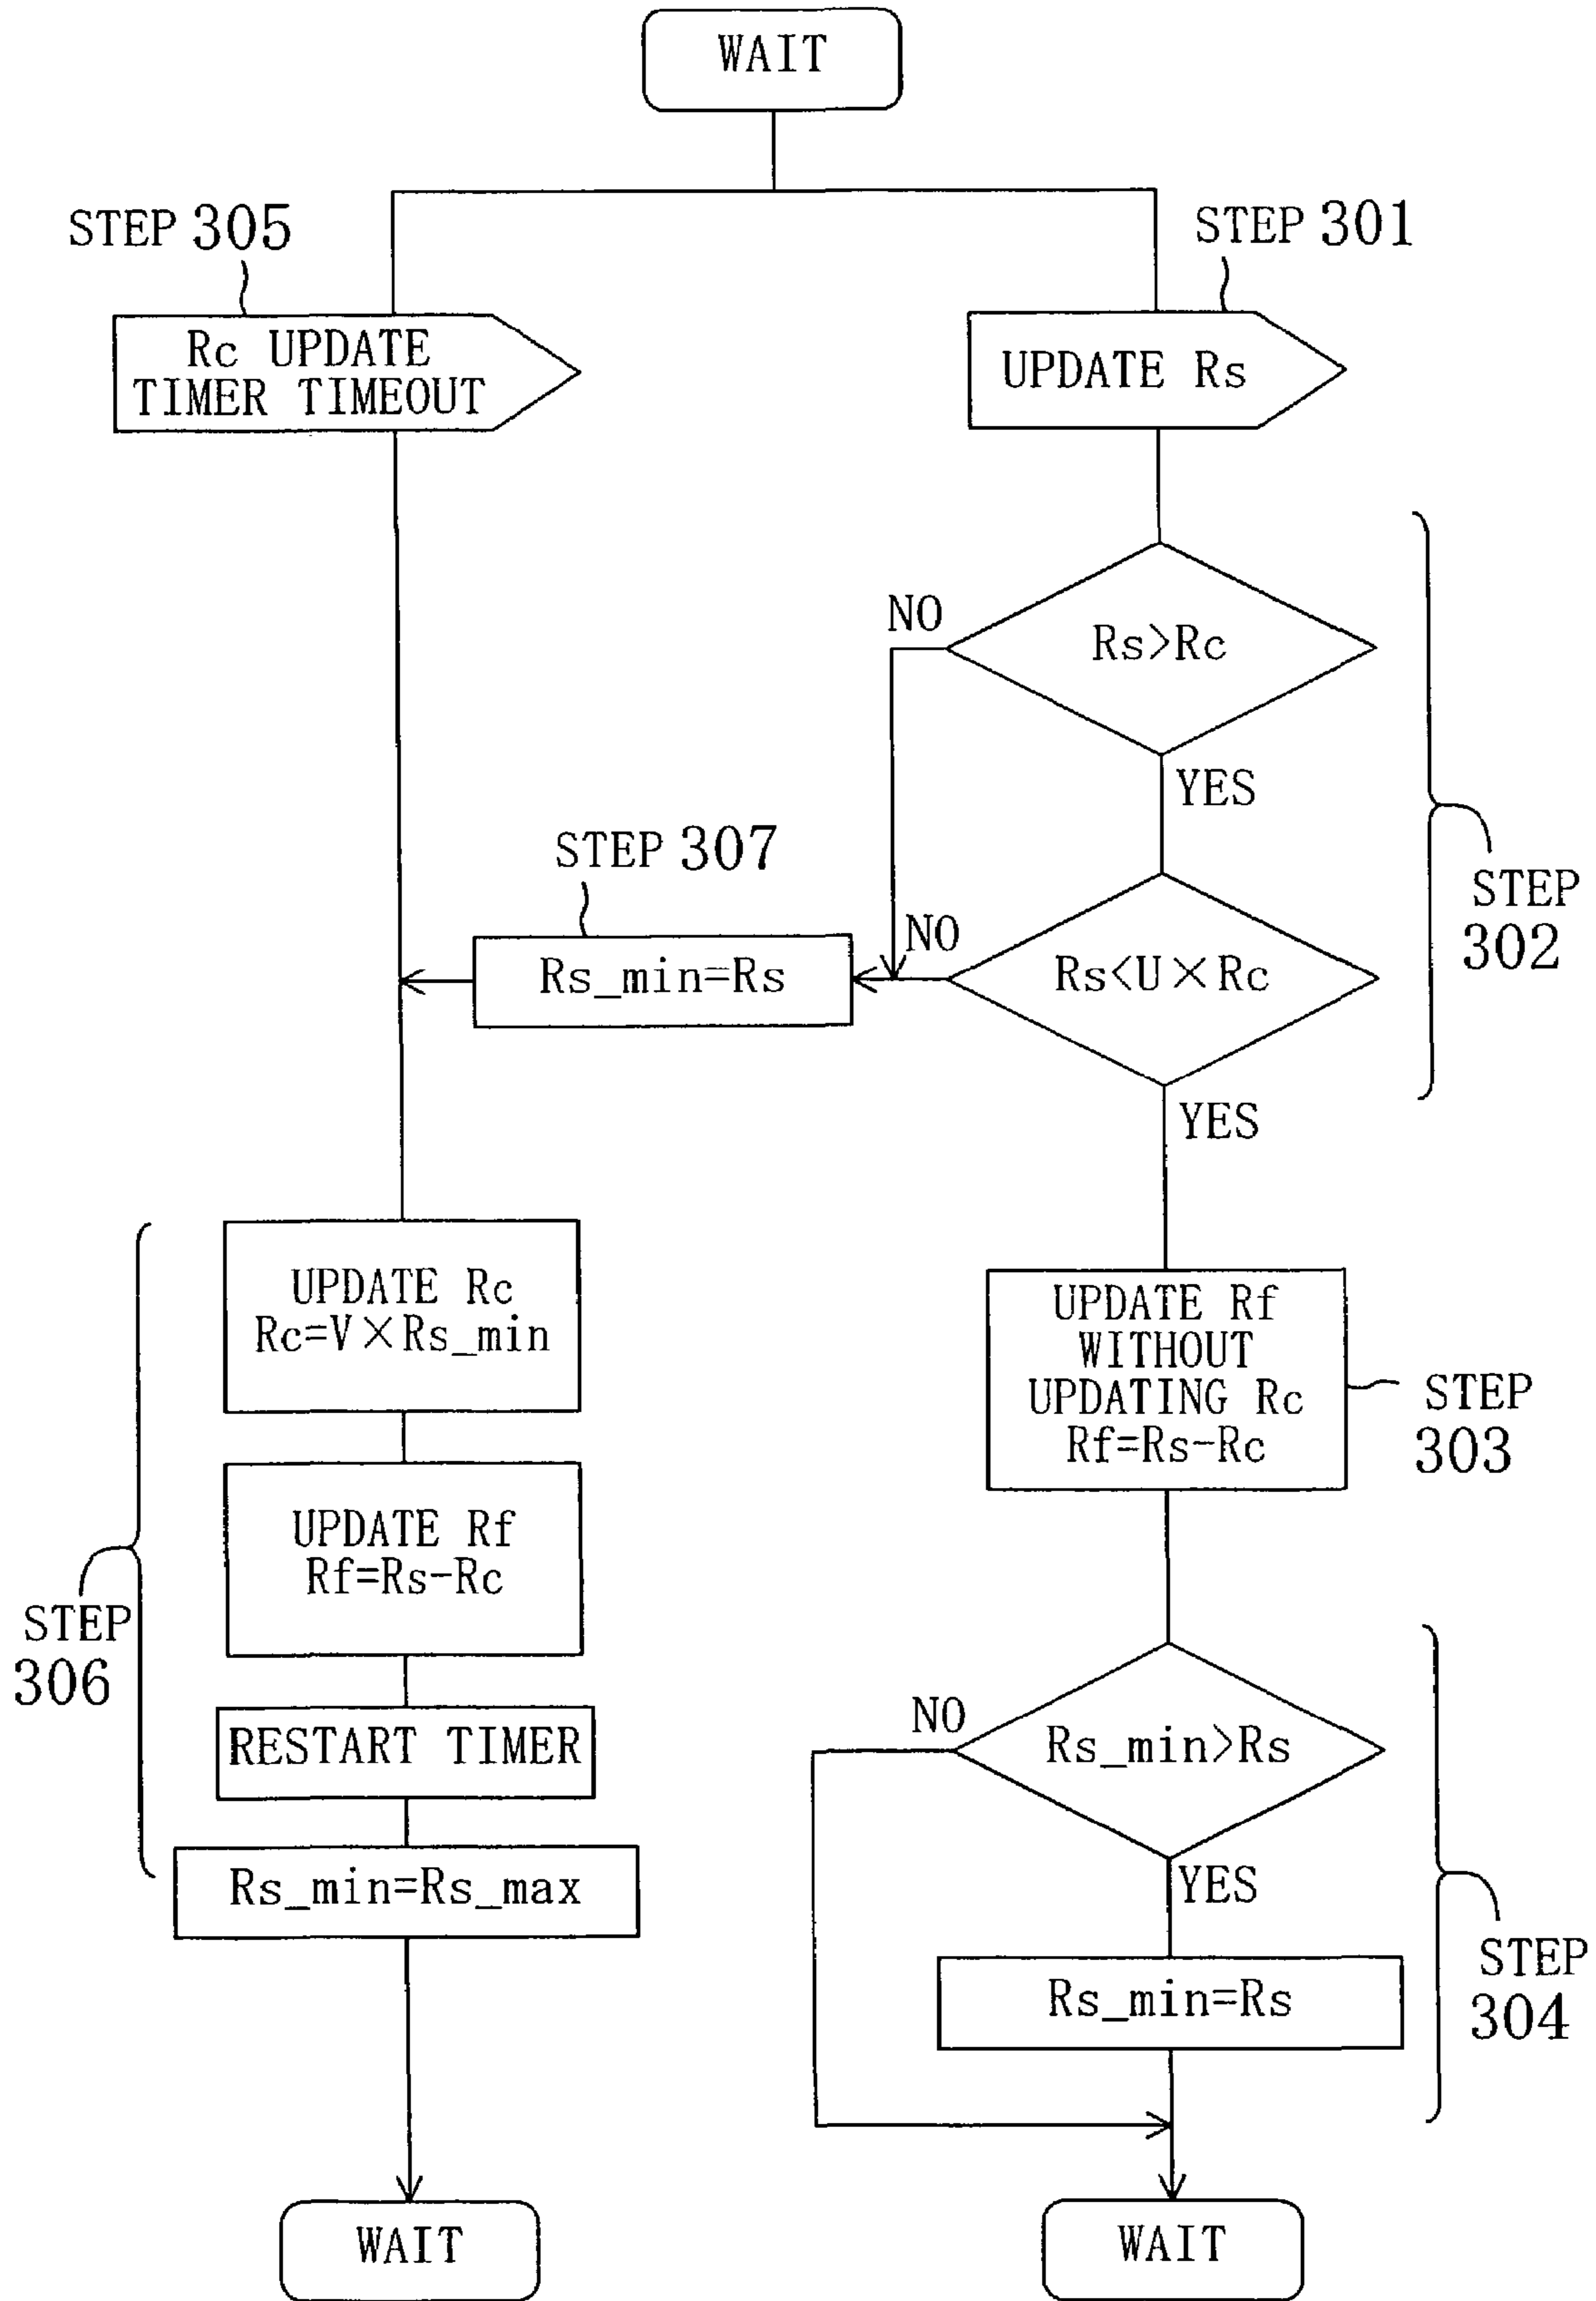 WAIT
STEP 305
STEP 301
Rc UPDATE
TIMER TIMEOUT
UPDATE Rs
NO
Rs>Rc
YES
STEP 307
STEP
302
NO
Rs_min=Rs
Rs<U×Rc
YES
UPDATE Rc
Rc=V×Rs_min
UPDATE Rf
WITHOUT
UPDATING Rc
Rf=Rs-Rc
STEP
303
UPDATE Rf
Rf=Rs-Rc
STEP
306
RESTART TIMER
NO
Rs_min>Rs
Rs_min=Rs_max
YES
STEP
304
Rs_min=Rs
WAIT
WAIT